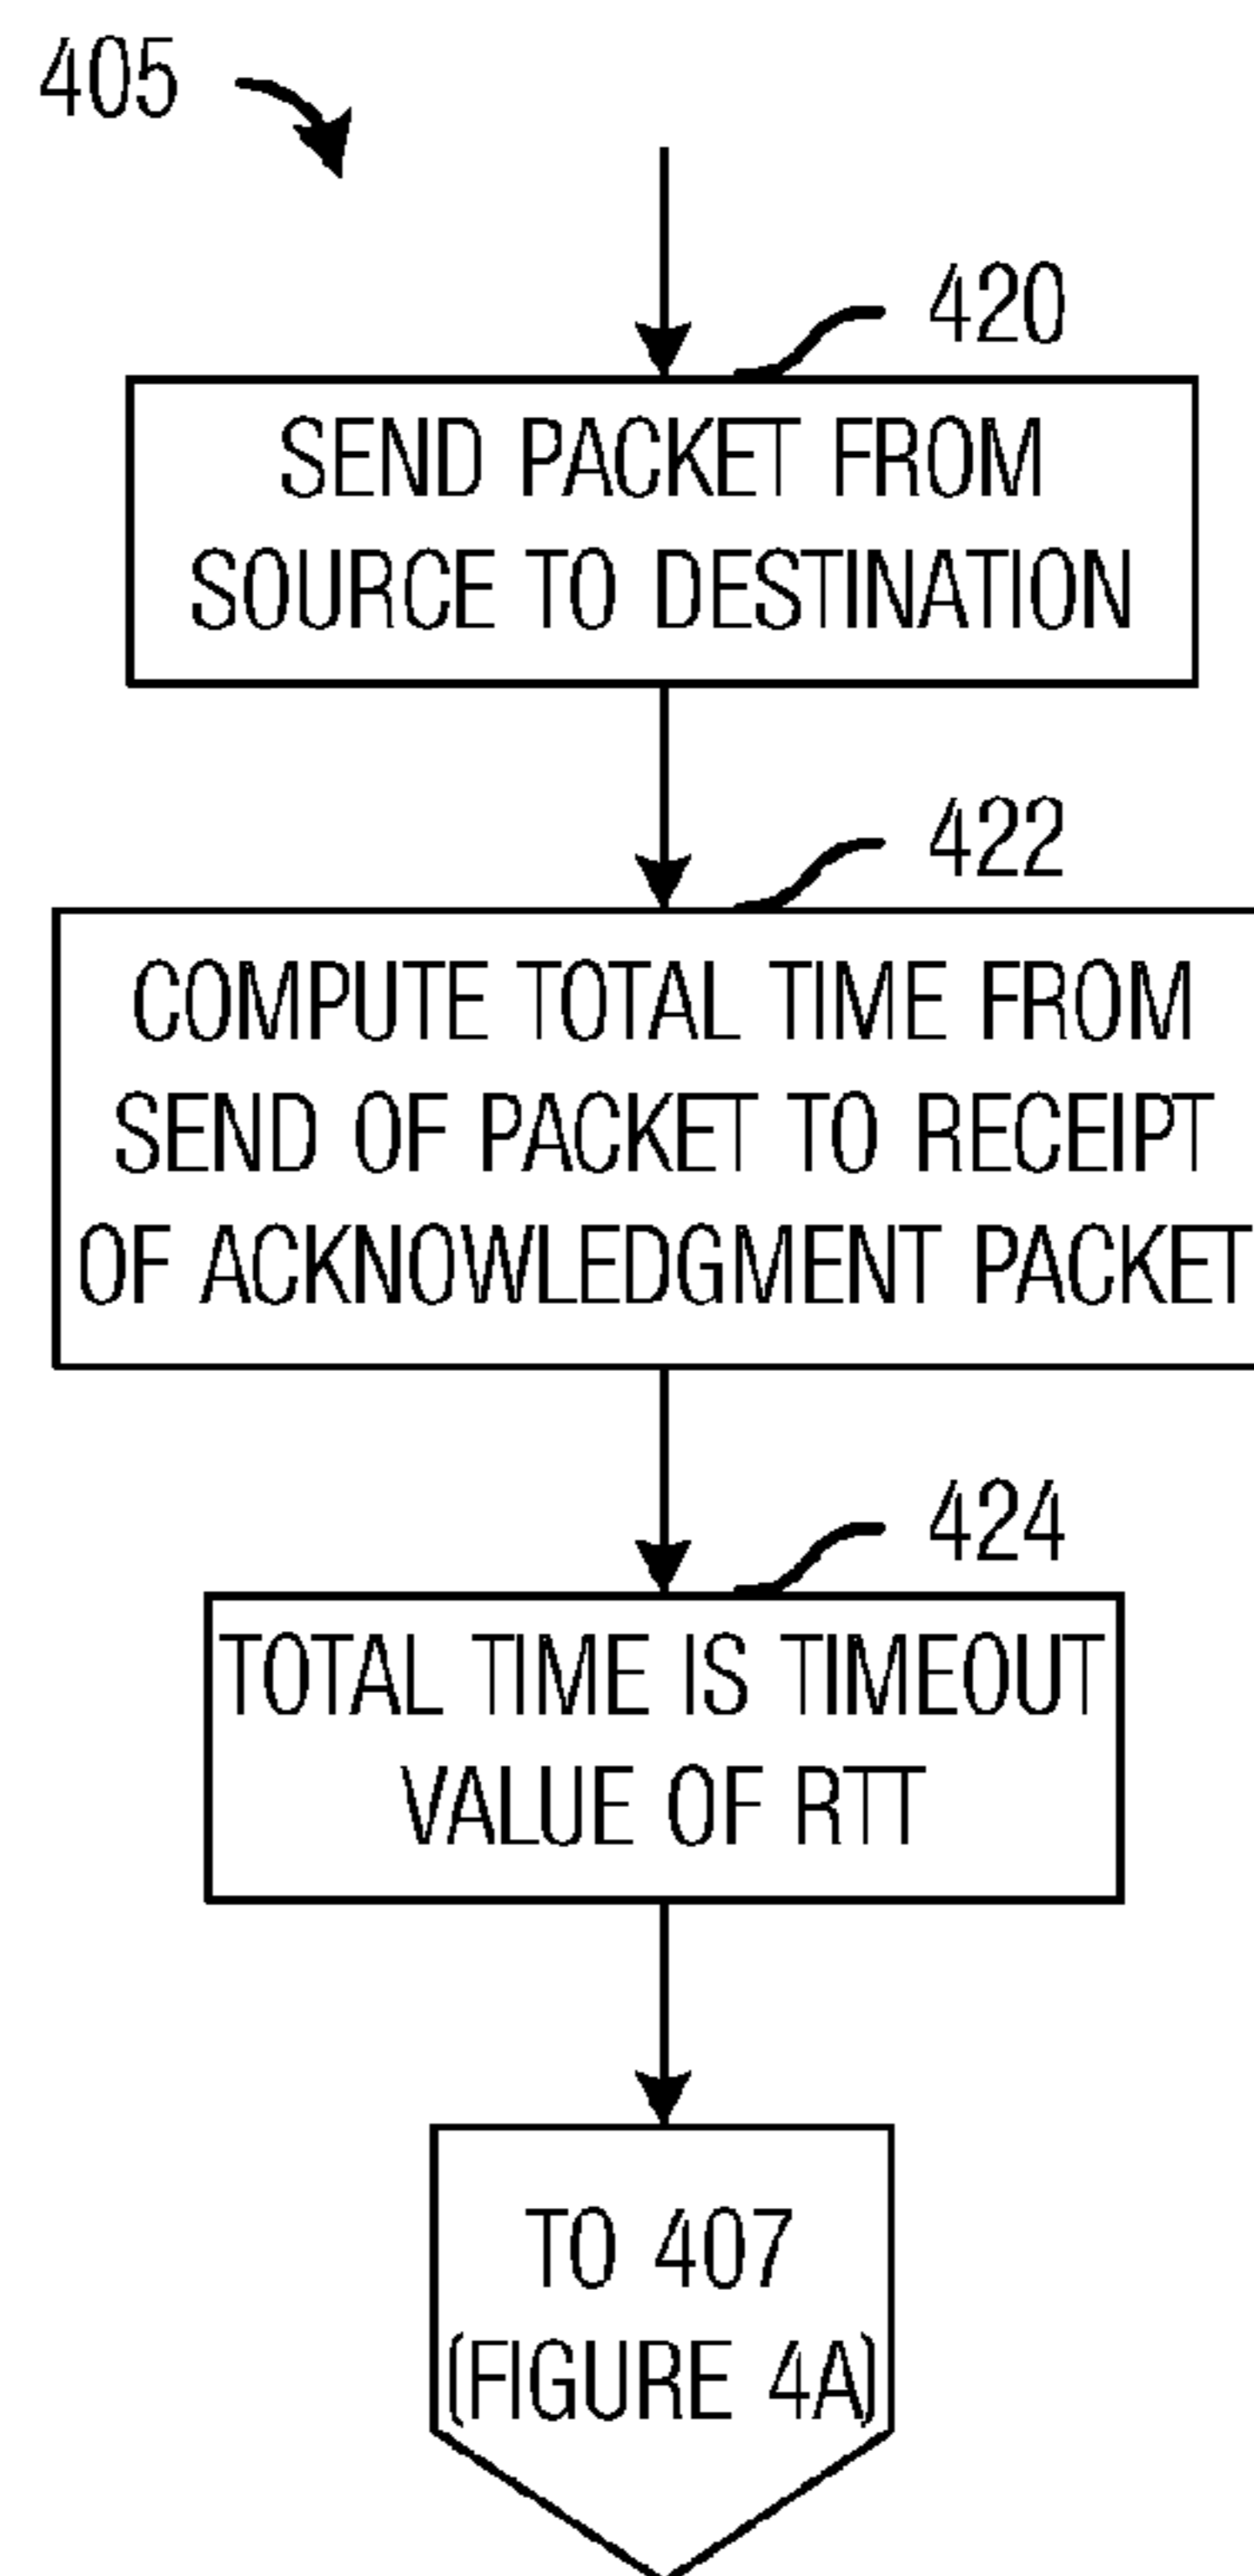 405
420
SEND PACKET FROM
SOURCE TO DESTINATION
422
COMPUTE TOTAL TIME FROM
SEND OF PACKET TO RECEIPT
OF ACKNOWLEDGMENT PACKET
424
TOTAL TIME IS TIMEOUT
VALUE OF RTT
TO 407
(FIGURE 4A)